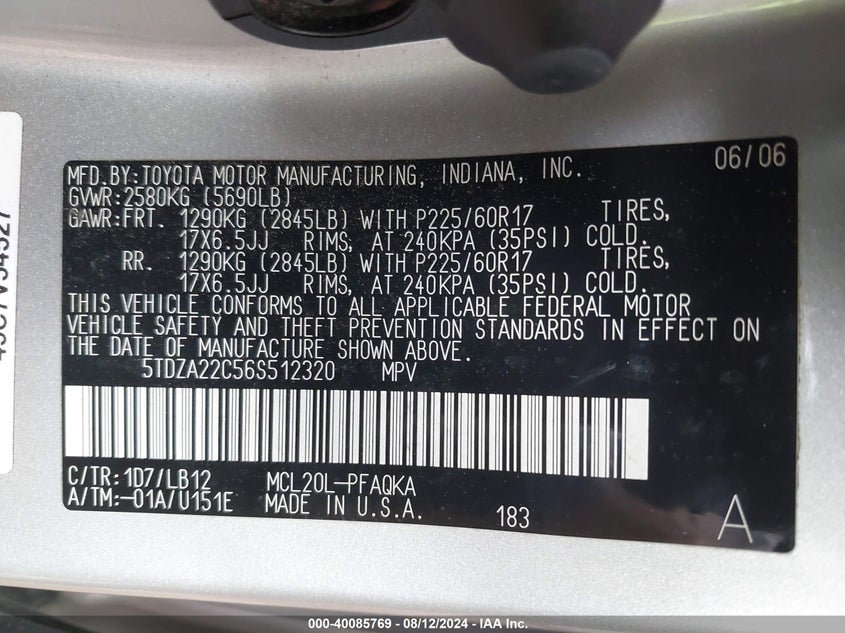 MFD.BY:TOYOTA MOTOR MANUFACTURING, INDIANA, INC. 06/06
GVWR:2580KG (5690LB)
GAWR:FRT. 1290KG (2845LB) WITH P225/60R17 TIRES,
17X6.5JJ RIMS, AT 240KPA (35PSI) COLD.
RR. 1290KG (2845LB) WITH P225/60R17 TIRES,
17X6.5JJ RIMS, AT 240KPA (35PSI) COLD.
THIS VEHICLE CONFORMS TO ALL APPLICABLE FEDERAL MOTOR
VEHICLE SAFETY AND THEFT PREVENTION STANDARDS IN EFFECT ON
THE DATE OF MANUFACTURE SHOWN ABOVE.
5TDZA22C56S512320 MPV
C/TR:1D7/LB12 MCL20L-PFAQKA
A/TM:-01A/U151E MADE IN U.S.A. 183 A
000-40085769 - 08/12/2024 - IAA Inc.